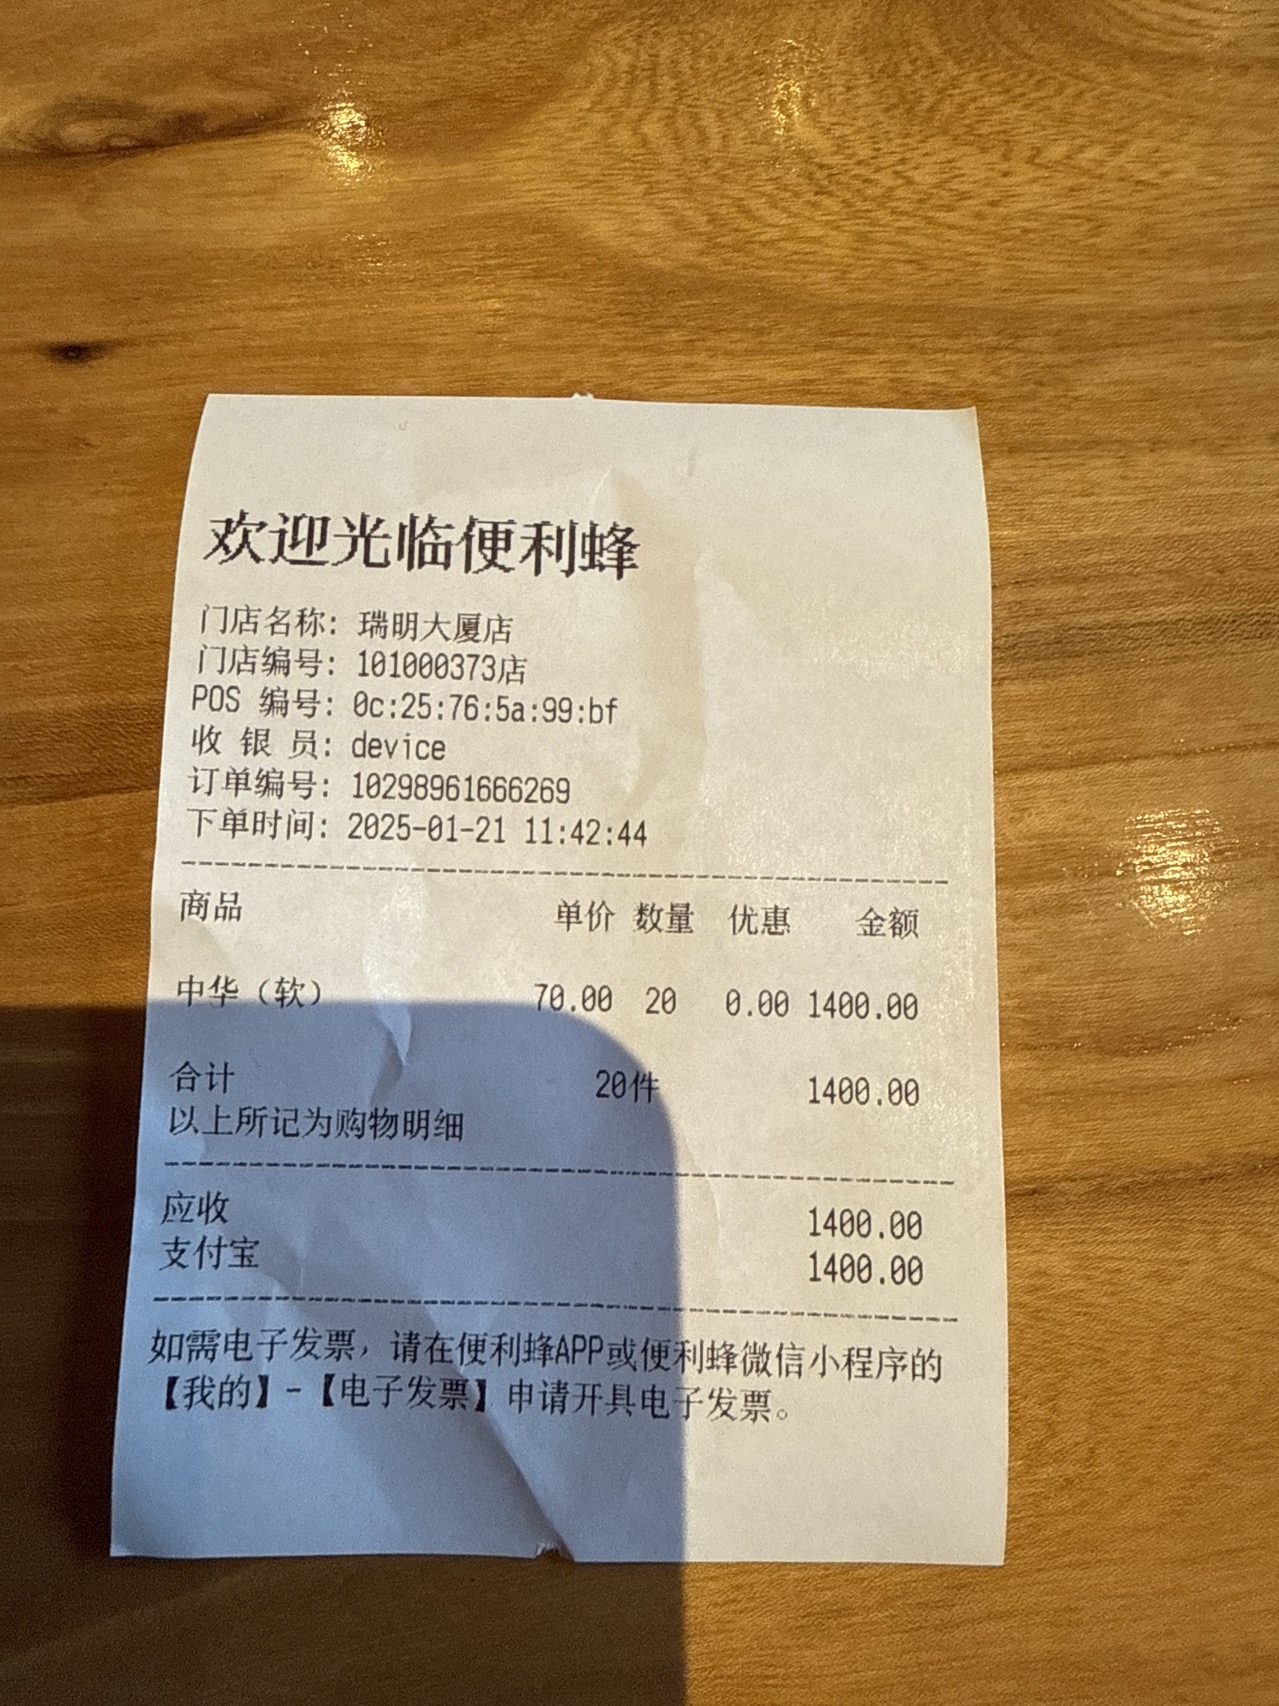 欢迎光临便利蜂
门店名称: 瑞明大厦店
门店编号: 101000373店
POS 编号: 0c:25:76:5a:99:bf
收 银 员: device
订单编号: 10298961666269
下单时间: 2025-01-21 11:42:44
商品 单价 数量 优惠 金额
中华（软） 70.00 20 0.00 1400.00
合计 20件 1400.00
以上所记为购物明细
应收 1400.00
支付宝 1400.00
如需电子发票，请在便利蜂APP或便利蜂微信小程序的
【我的】-【电子发票】申请开具电子发票。